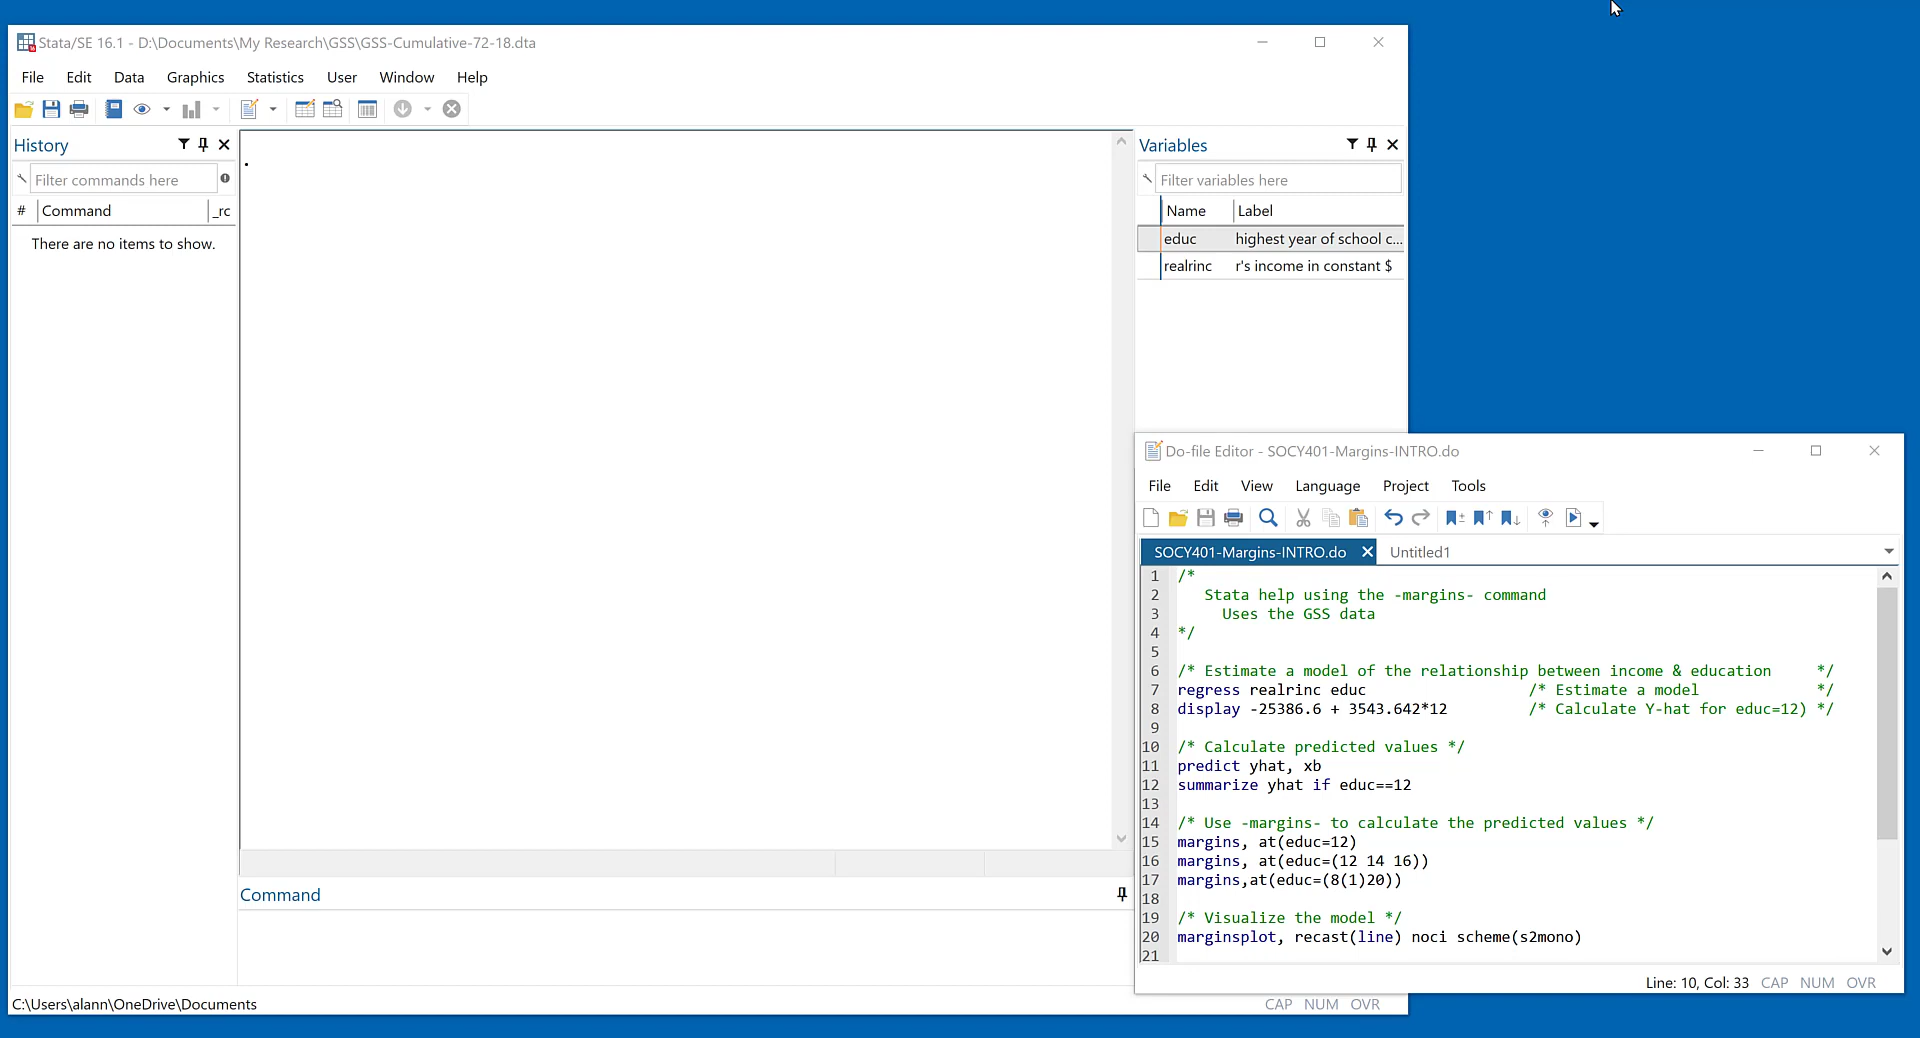 Stata/SE 16.1 - D:\Documents\My Research\GSS\GSS-Cumulative-72-18.dta
File Edit Data Graphics Statistics User Window Help
History
Filter commands here
# Command _rc
There are no items to show.
.
Variables
Filter variables here
Name Label
educ highest year of school c...
realrinc r's income in constant $
Command
C:\Users\alann\OneDrive\Documents
CAP NUM OVR
Do-file Editor - SOCY401-Margins-INTRO.do
File Edit View Language Project Tools
SOCY401-Margins-INTRO.do Untitled1
1 /*
2 Stata help using the -margins- command
3 Uses the GSS data
4 */
5
6 /* Estimate a model of the relationship between income & education */
7 regress realrinc educ /* Estimate a model */
8 display -25386.6 + 3543.642*12 /* Calculate Y-hat for educ=12) */
9
10 /* Calculate predicted values */
11 predict yhat, xb
12 summarize yhat if educ==12
13
14 /* Use -margins- to calculate the predicted values */
15 margins, at(educ=12)
16 margins, at(educ=(12 14 16))
17 margins,at(educ=(8(1)20))
18
19 /* Visualize the model */
20 marginsplot, recast(line) noci scheme(s2mono)
21
Line: 10, Col: 33 CAP NUM OVR